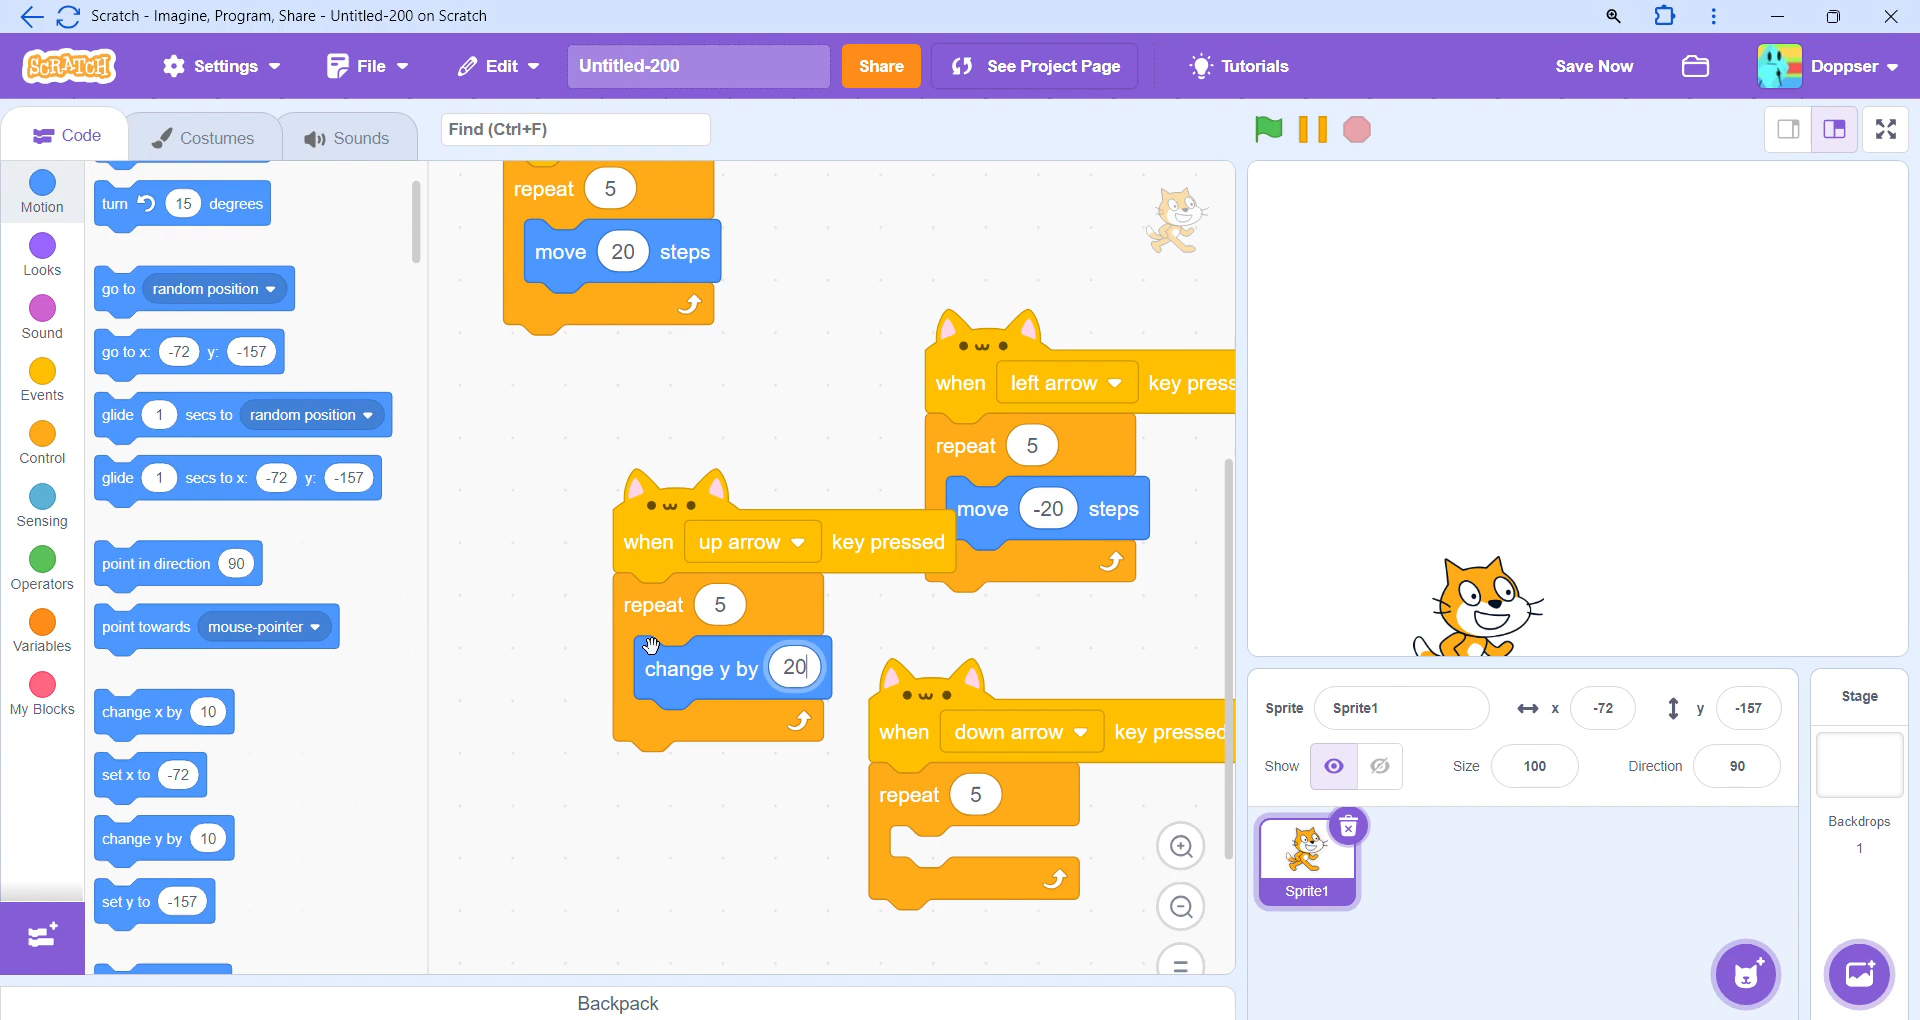 Scratch - Imagine, Program, Share - Untitled-200 on Scratch
SCRATCH
Settings
File
Edit
Untitled-200
Share
See Project Page
Tutorials
Save Now
Doppser
Code
Costumes
Sounds
Find (Ctrl+F)
Motion
Looks
Sound
Events
Control
Sensing
Operators
Variables
My Blocks
turn 15 degrees
go to random position
go to x: -72 y: -157
glide 1 secs to random position
glide 1 secs to x: -72 y: -157
point in direction 90
point towards mouse-pointer
change x by 10
set x to -72
change y by 10
set y to -157
repeat 5
move 20 steps
when left arrow key press
repeat 5
move -20 steps
when up arrow key pressed
repeat 5
change y by 20
when down arrow key pressed
repeat 5
Backpack
Sprite Sprite1 x -72 y -157
Show Size 100 Direction 90
Sprite1
Stage
Backdrops
1